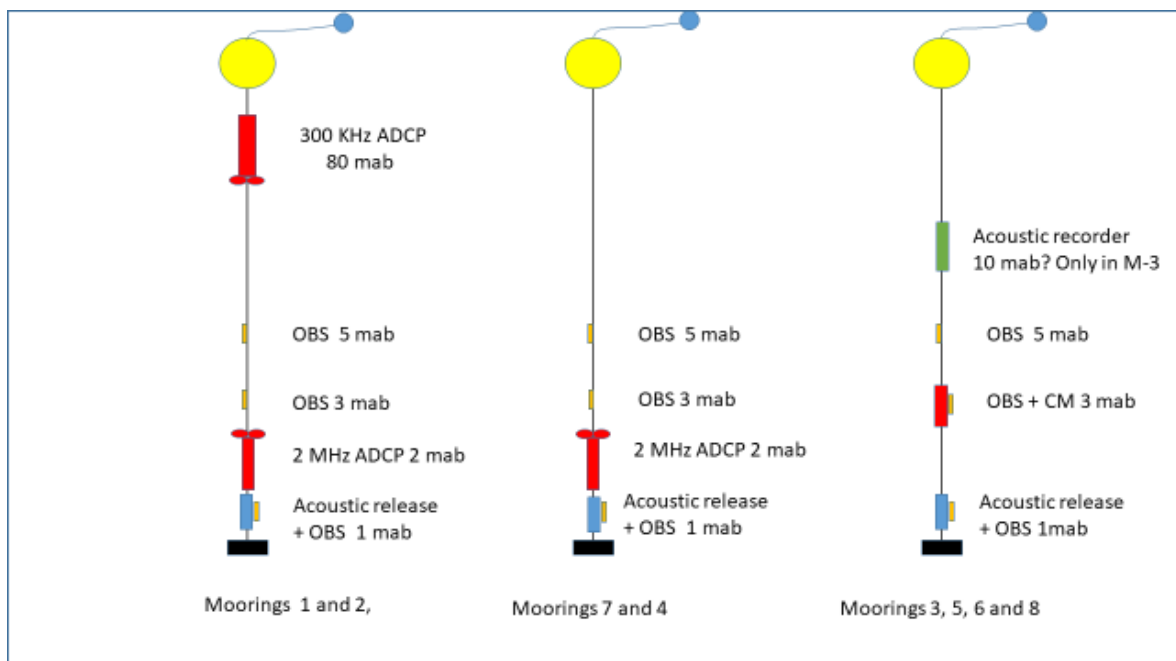 300 KHz ADCP
80 mab
OBS  5 mab
OBS 3 mab
2 MHz ADCP 2 mab
Acoustic release
+ OBS  1 mab
Moorings  1 and 2,
OBS  5 mab
OBS 3 mab
2 MHz ADCP 2 mab
Acoustic release
+ OBS  1 mab
Moorings 7 and 4
Acoustic recorder
10 mab? Only in M-3
OBS  5 mab
OBS + CM 3 mab
Acoustic release
+ OBS 1mab
Moorings 3, 5, 6 and 8